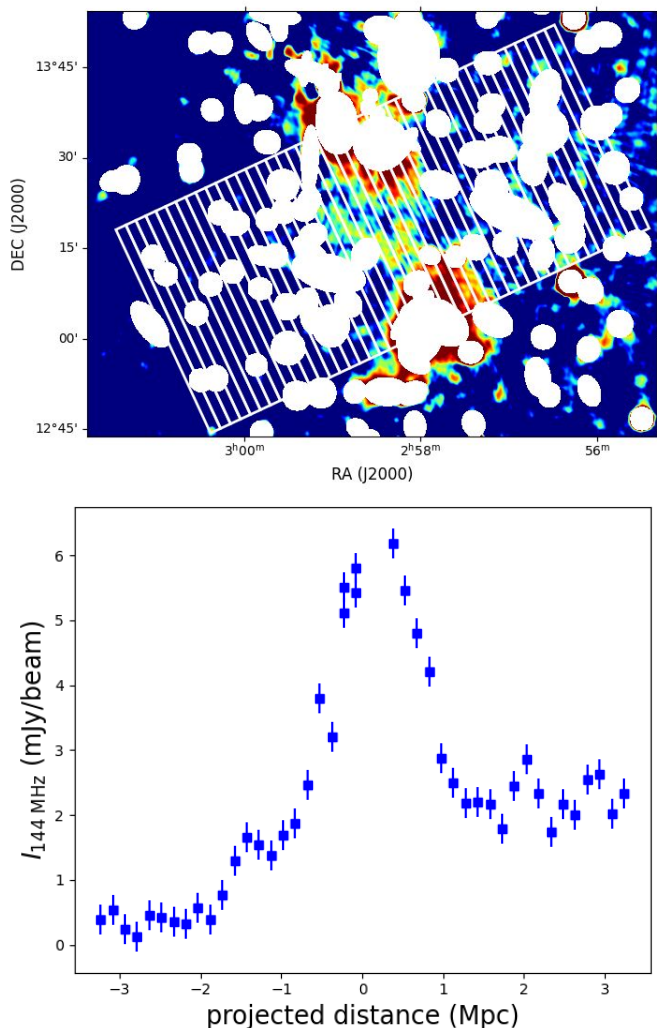 13°45'
30'
15'
00'
12°45'
DEC (J2000)
3ʰ00ᵐ
2ʰ58ᵐ
56ᵐ
RA (J2000)
6
5
4
3
2
1
0
I₁₄₄ MHz (mJy/beam)
−3
−2
−1
0
1
2
3
projected distance (Mpc)